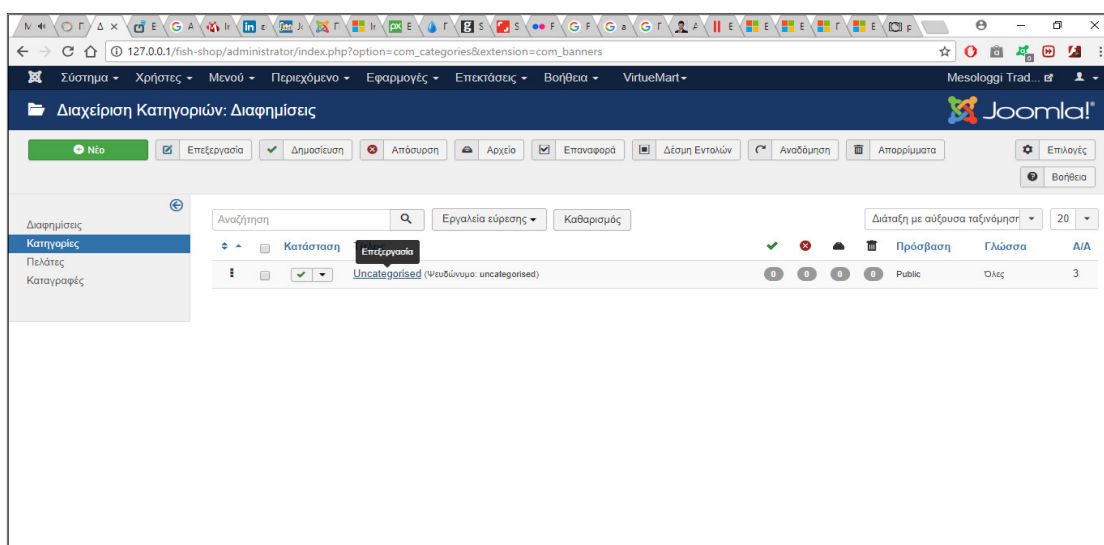 127.0.0.1/fish-shop/administrator/index.php?option=com_categories&extension=com_banners
Σύστημα Χρήστες Μενού Περιεχόμενο Εφαρμογές Επεκτάσεις Βοήθεια VirtueMart Mesologgi Trad...
Διαχείριση Κατηγοριών: Διαφημίσεις Joomla!
Νέο Επεξεργασία Δημοσίευση Απόσυρση Αρχείο Επαναφορά Δέσμη Εντολών Αναδόμηση Απορρίμματα Επιλογές
Βοήθεια
Αναζήτηση Εργαλεία εύρεσης Καθαρισμός Διάταξη με αύξουσα ταξινόμησ 20
Διαφημίσεις
Κατηγορίες
Πελάτες
Καταγραφές
Κατάσταση Πρόσβαση Γλώσσα Α/Α
Επεξεργασία
Uncategorised (Ψευδώνυμο: uncategorised) 0 0 0 0 Public Όλες 3